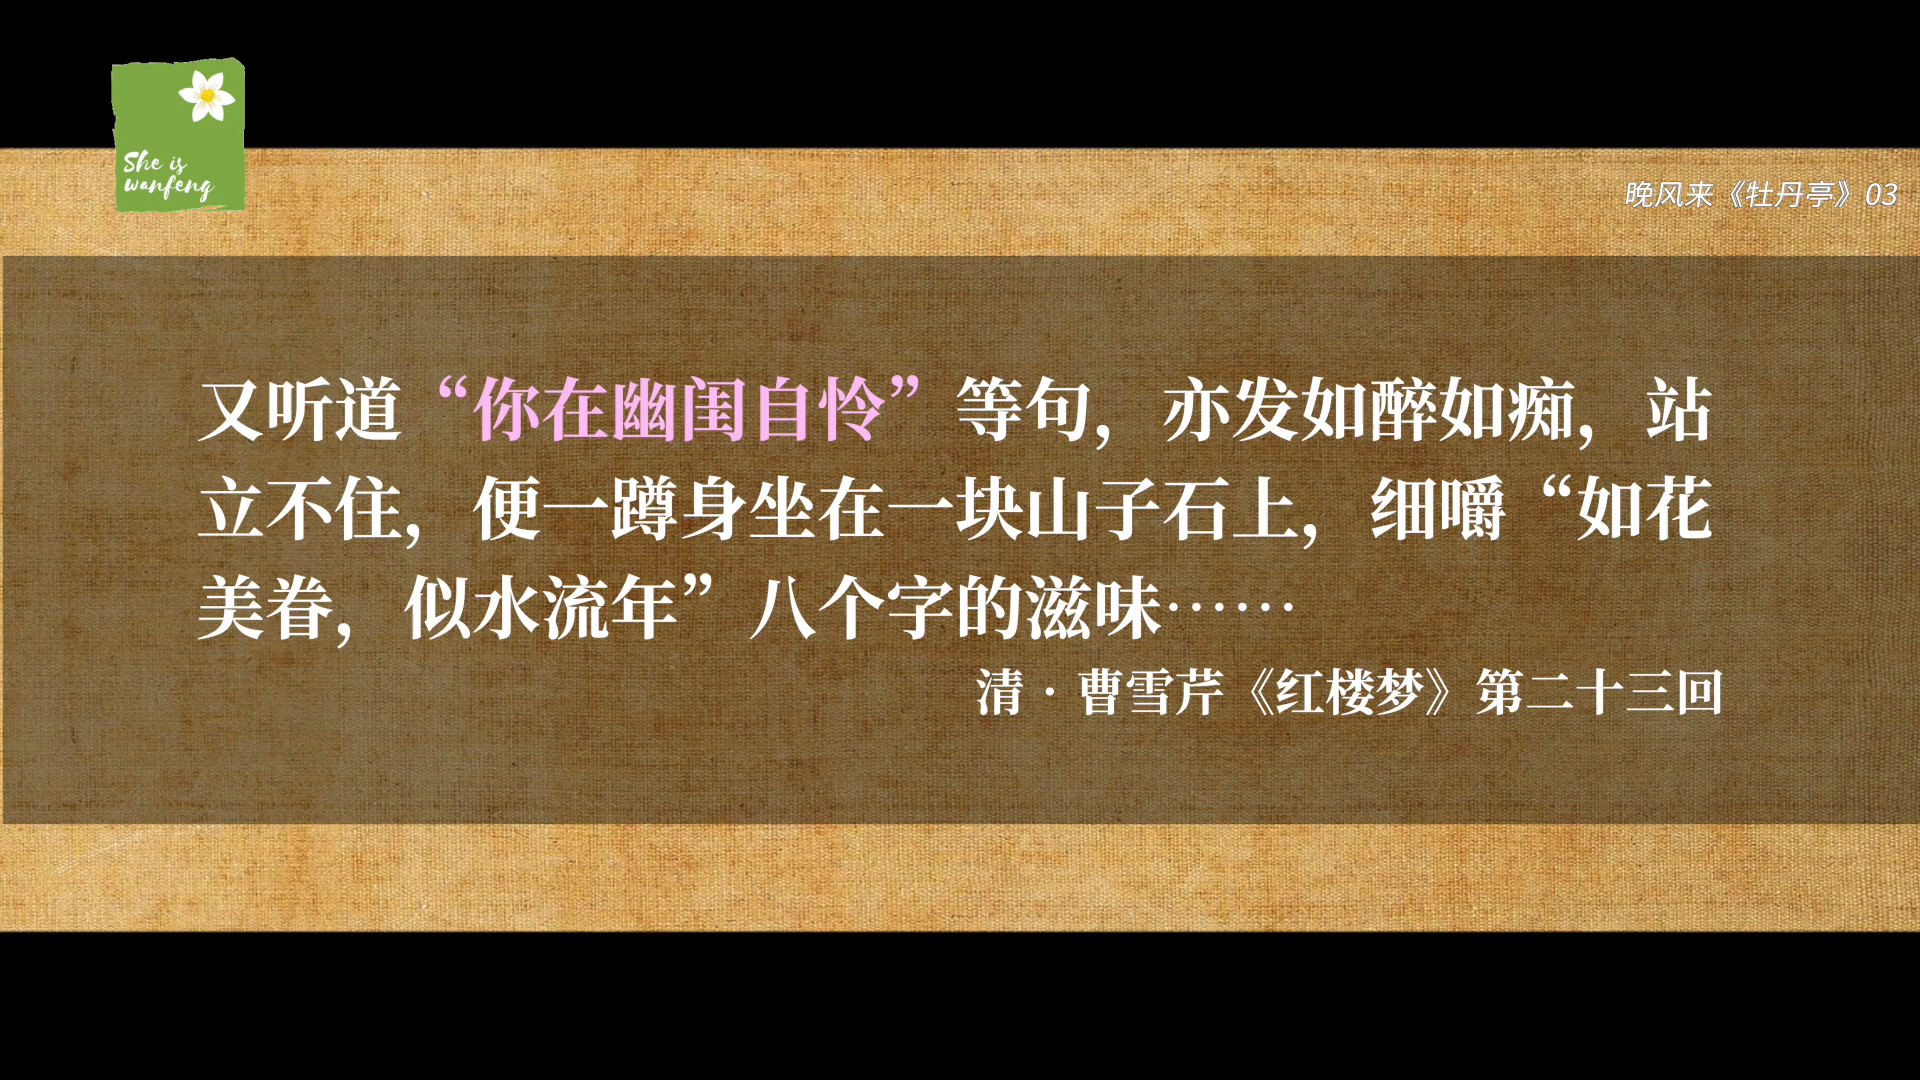 She is
wanfeng
晚风来《牡丹亭》03
又听道“你在幽闺自怜”等句，亦发如醉如痴，站
立不住，便一蹲身坐在一块山子石上，细嚼“如花
美眷，似水流年”八个字的滋味……
清·曹雪芹《红楼梦》第二十三回